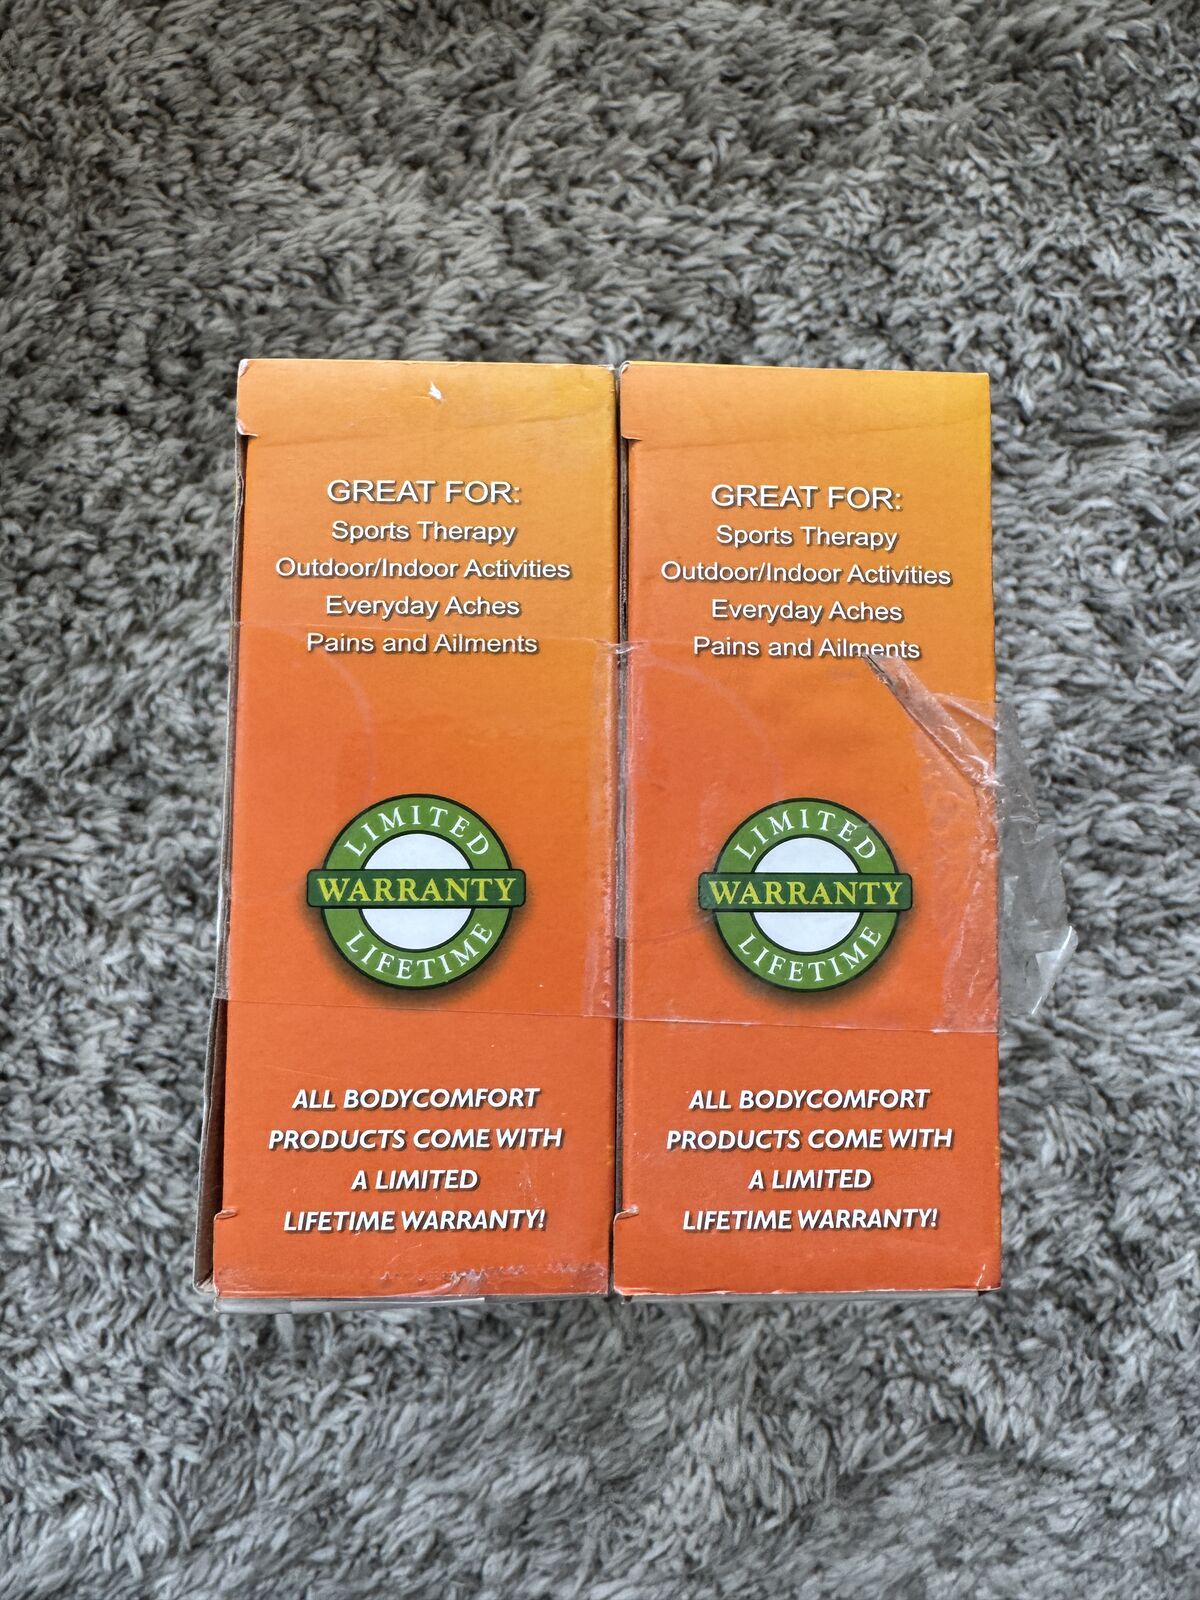 GREAT FOR:
Sports Therapy
Outdoor/Indoor Activities
Everyday Aches
Pains and Ailments
LIMITED
WARRANTY
LIFETIME
ALL BODYCOMFORT
PRODUCTS COME WITH
A LIMITED
LIFETIME WARRANTY!
GREAT FOR:
Sports Therapy
Outdoor/Indoor Activities
Everyday Aches
Pains and Ailments
LIMITED
WARRANTY
LIFETIME
ALL BODYCOMFORT
PRODUCTS COME WITH
A LIMITED
LIFETIME WARRANTY!